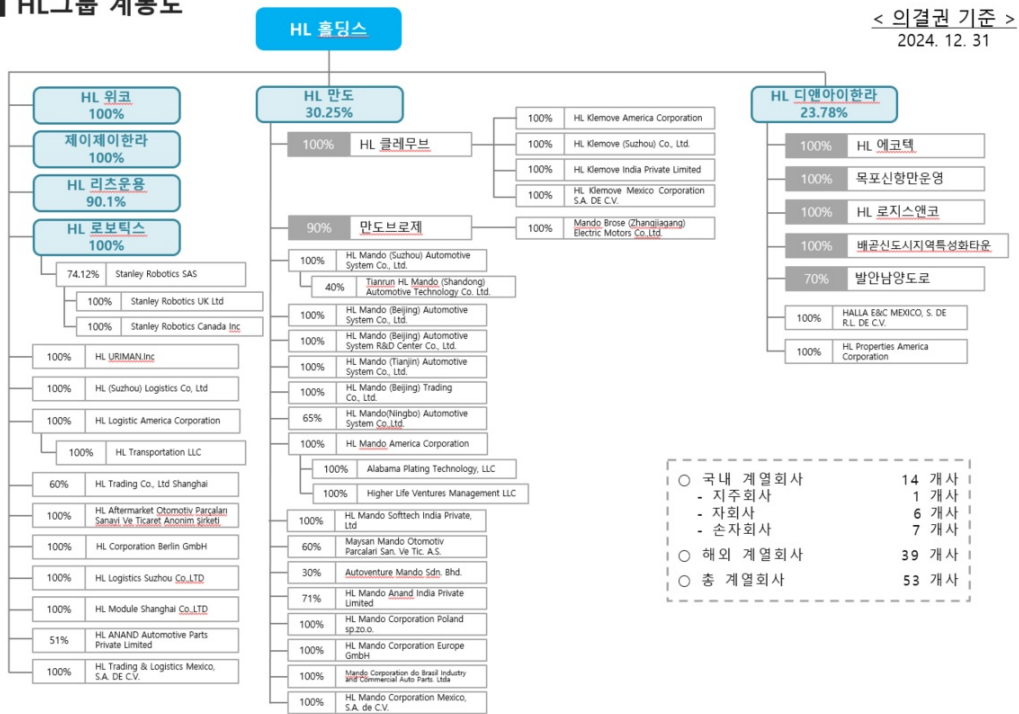 HL그룹 계통도
< 의결권 기준 >
2024. 12. 31
HL 홀딩스
HL 위코
100%
제이제이한라
100%
HL 리츠운용
90.1%
HL 로보틱스
100%
74.12% Stanley Robotics SAS
100% Stanley Robotics UK Ltd
100% Stanley Robotics Canada Inc
100% HL URIMAN.Inc
100% HL (Suzhou) Logistics Co, Ltd
100% HL Logistic America Corporation
100% HL Transportation LLC
60% HL Trading Co., Ltd Shanghai
100% HL Aftermarket Otomotiv Parçaları
Sanavi Ve Ticaret Anonim şirketi
100% HL Corporation Berlin GmbH
100% HL Logistics Suzhou Co.,LTD
100% HL Module Shanghai Co.,LTD
51% HL ANAND Automotive Parts
Private Limited
100% HL Trading & Logistics Mexico,
S.A. DE C.V.
HL 만도
30.25%
100% HL 클레무브
100% HL Klemove America Corporation
100% HL Klemove (Suzhou) Co., Ltd.
100% HL Klemove India Private Limited
100% HL Klemove Mexico Corporation
S.A. DE C.V.
90% 만도브로제
100% Mando Brose (Zhangjiagang)
Electric Motors Co.,Ltd.
100% HL Mando (Suzhou) Automotive
System Co., Ltd.
40% Tianrun HL Mando (Shandong)
Automotive Technology Co. Ltd.
100% HL Mando (Beijing) Automotive
System Co., Ltd.
100% HL Mando (Beijing) Automotive
System R&D Center Co., Ltd.
100% HL Mando (Tianjin) Automotive
System Co., Ltd.
100% HL Mando (Beijing) Trading
Co., Ltd.
65% HL Mando(Ningbo) Automotive
System Co.,Ltd.
100% HL Mando America Corporation
100% Alabama Plating Technology, LLC
100% Higher Life Ventures Management LLC
100% HL Mando Softtech India Private,
Ltd
60% Maysan Mando Otomotiv
Parcalari San. Ve Tic. A.S.
30% Autoventure Mando Sdn. Bhd.
71% HL Mando Anand India Private
Limited
100% HL Mando Corporation Poland
sp.zo.o.
100% HL Mando Corporation Europe
GmbH
100% Mando Corporation do Brasil Industry
and Commercial Auto Parts. Ltda
100% HL Mando Corporation Mexico,
S.A. de C.V.
HL 디앤아이한라
23.78%
100% HL 에코텍
100% 목포신항만운영
100% HL 로지스앤코
100% 배곧신도시지역특성화타운
70% 발안남양도로
100% HALLA E&C MEXICO, S. DE
R.L. DE C.V.
100% HL Properties America
Corporation
○ 국내 계열회사 14 개사
- 지주회사 1 개사
- 자회사 6 개사
- 손자회사 7 개사
○ 해외 계열회사 39 개사
○ 총 계열회사 53 개사